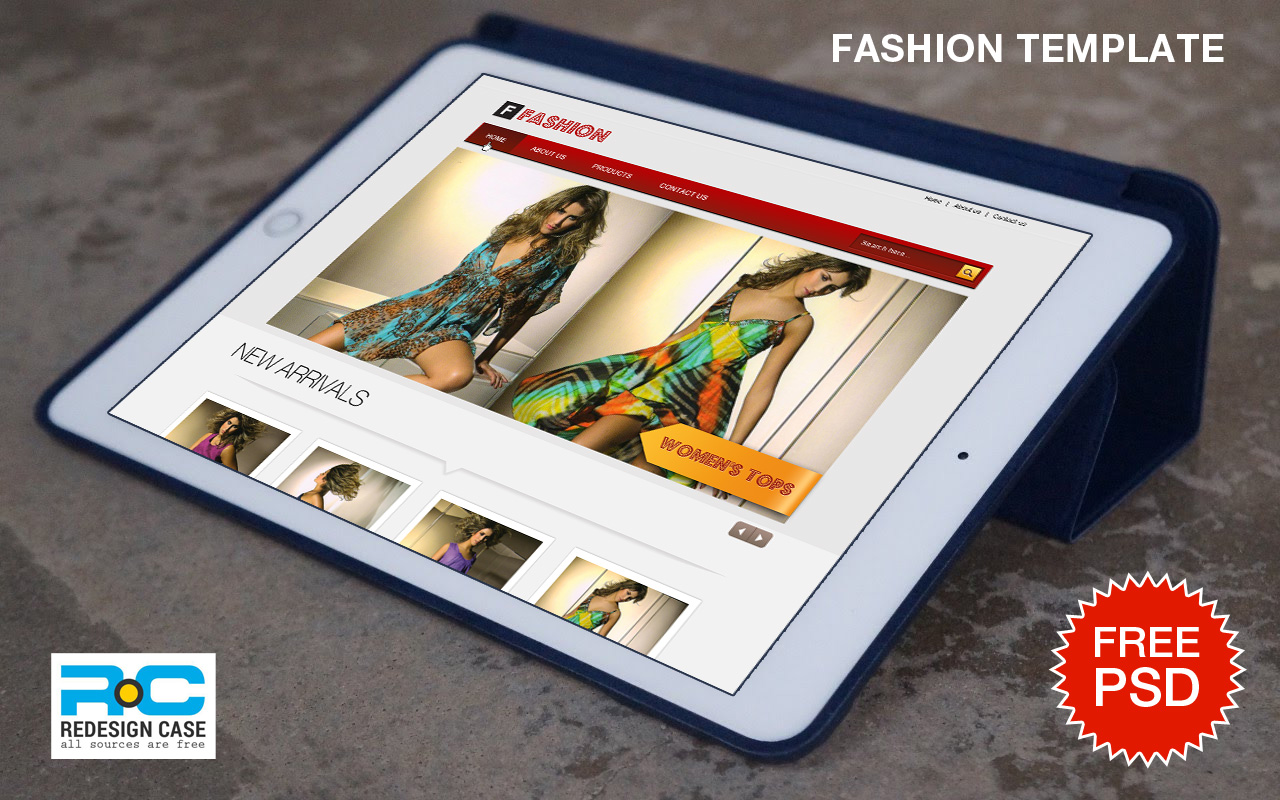 FASHION TEMPLATE
F FASHION
HOME ABOUT US PRODUCTS CONTACT US
Home | About us | Contact us
Search here..
WOMEN'S TOPS
NEW ARRIVALS
FREE
PSD
RC
REDESIGN CASE
all sources are free